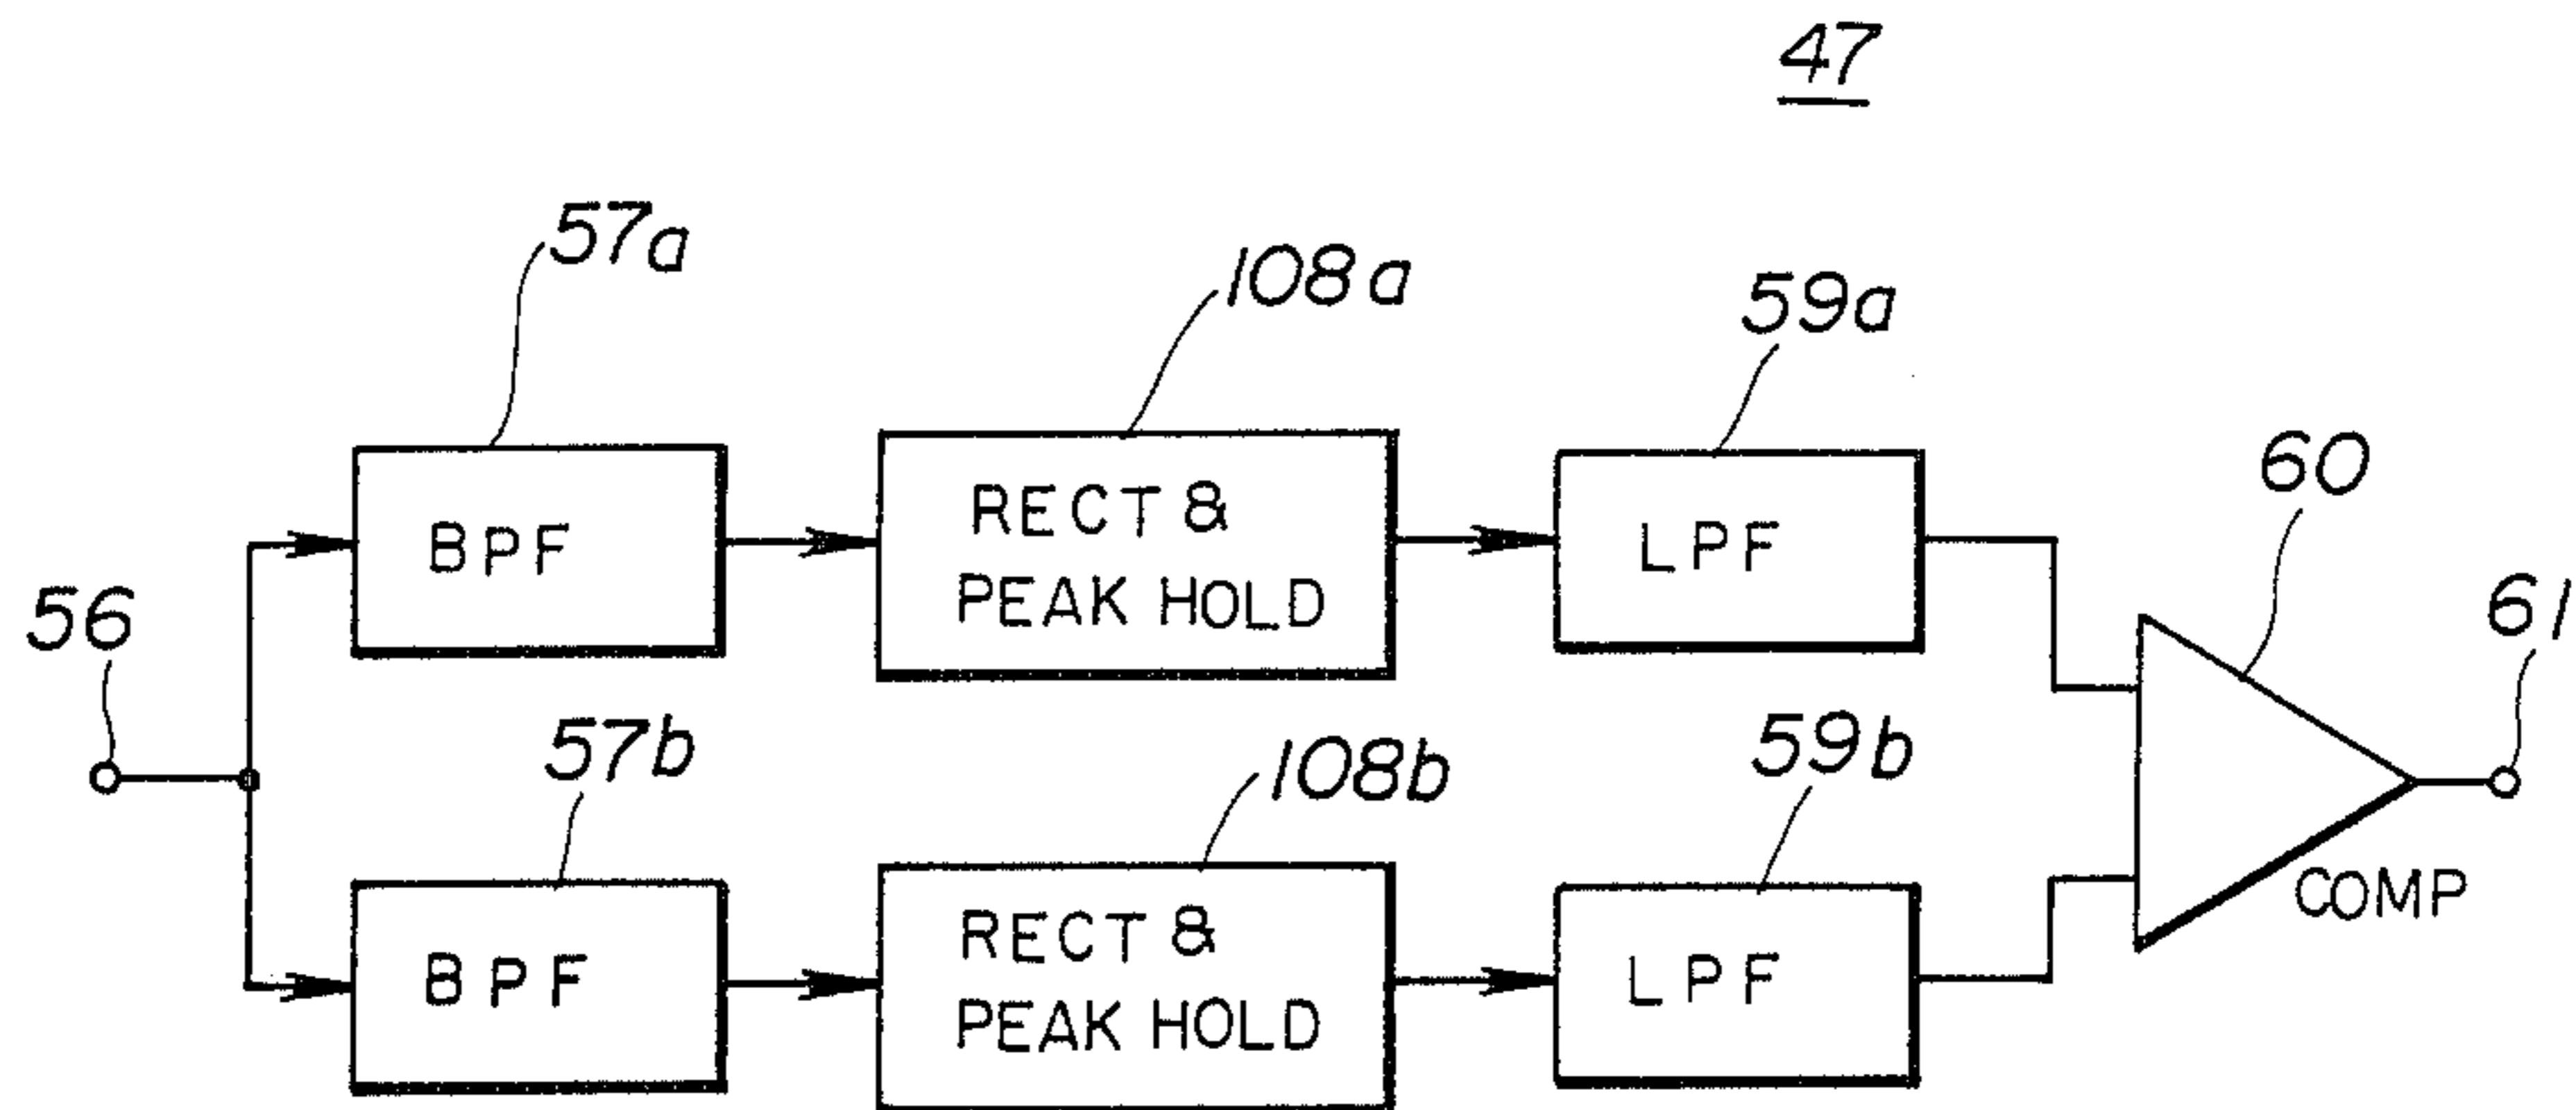 47
57a
108a
59a
60
BPF
RECT &
PEAK HOLD
LPF
56
61
57b
108b
59b
COMP
BPF
RECT &
PEAK HOLD
LPF